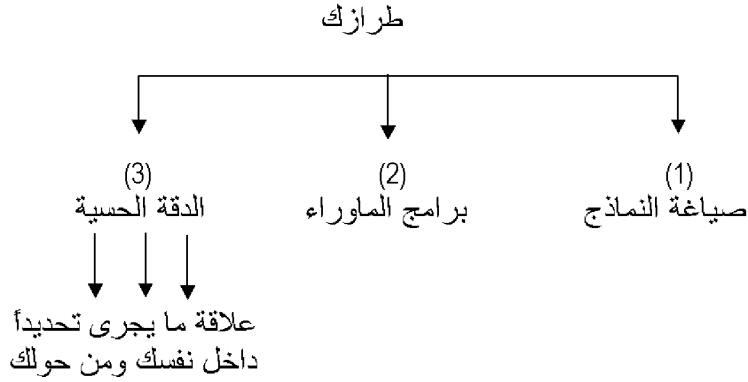 طرازك
(1)
صياغة النماذج
(2)
برامج الماوراء
(3)
الدقة الحسية
علاقة ما يجرى تحديداً
داخل نفسك ومن حولك